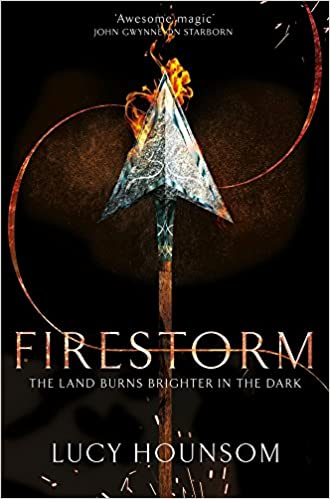 'Awesome magic'
JOHN GWYNNE ON STARBORN
FIRESTORM
THE LAND BURNS BRIGHTER IN THE DARK
LUCY HOUNSOM